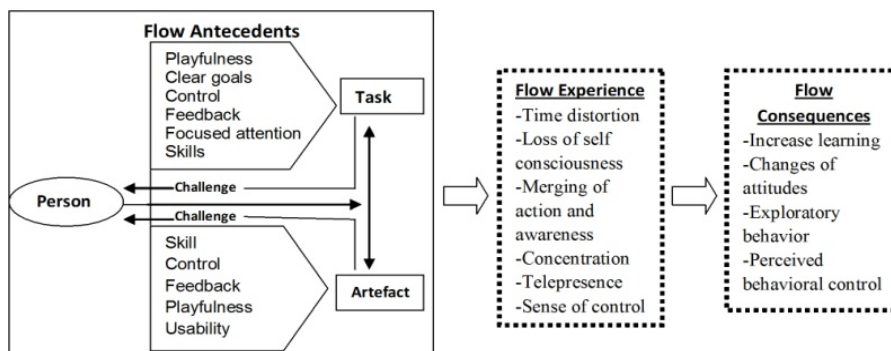 Flow Antecedents
Playfulness
Clear goals
Control
Feedback
Focused attention
Skills
Task
Challenge
Person
Challenge
Skill
Control
Feedback
Playfulness
Usability
Artefact
Flow Experience
-Time distortion
-Loss of self
consciousness
-Merging of
action and
awareness
-Concentration
-Telepresence
-Sense of control
Flow
Consequences
-Increase learning
-Changes of
attitudes
-Exploratory
behavior
-Perceived
behavioral control